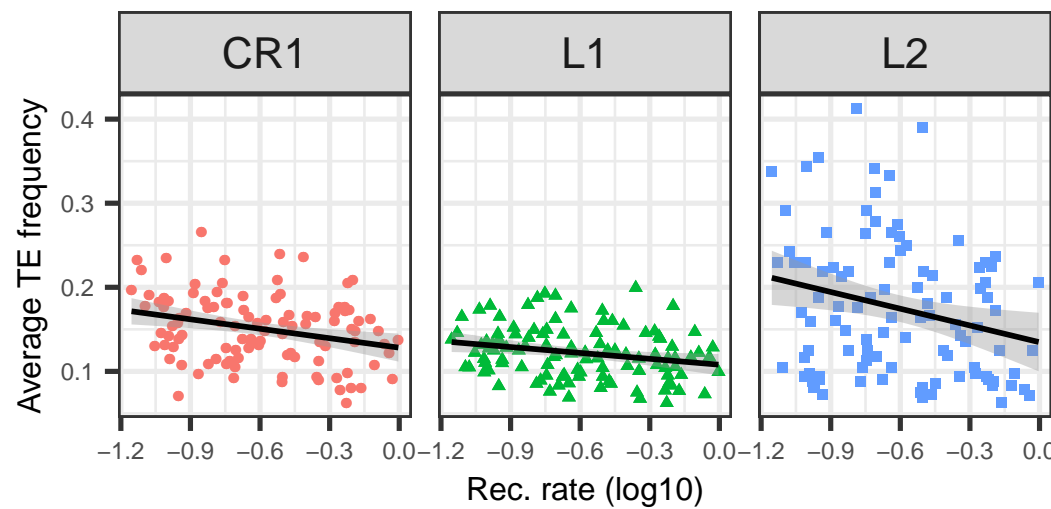 CR1 L1 L2
Average TE frequency
0.4
0.3
0.2
0.1
−1.2 −0.9 −0.6 −0.3 0.0 −1.2 −0.9 −0.6 −0.3 0.0 −1.2 −0.9 −0.6 −0.3 0.0
Rec. rate (log10)